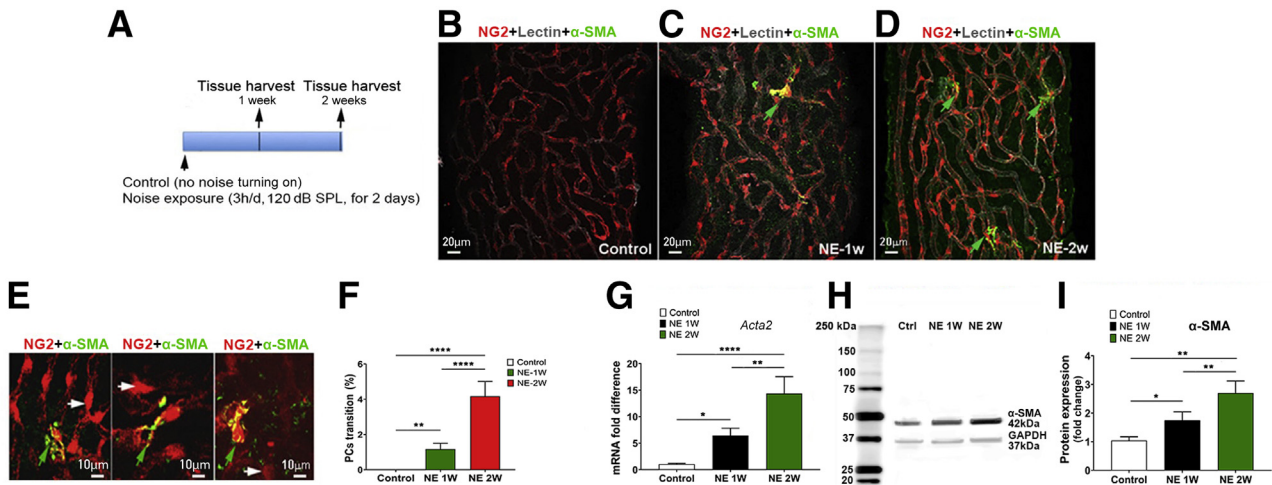 A
Tissue harvest
1 week
Tissue harvest
2 weeks
Control (no noise turning on)
Noise exposure (3h/d, 120 dB SPL, for 2 days)
B
NG2+Lectin+α-SMA
20μm
Control
C
NG2+Lectin+α-SMA
20μm
NE-1w
D
NG2+Lectin+α-SMA
20μm
NE-2w
E
NG2+α-SMA
10μm
NG2+α-SMA
10μm
NG2+α-SMA
10μm
F
Control
NE-1W
NE-2W
PCs transition (%)
6
4
2
0
****
****
**
Control
NE 1W
NE 2W
G
Control
NE 1W
NE 2W
Acta2
mRNA fold difference
20
15
10
5
0
****
**
*
Control
NE 1W
NE 2W
H
Ctrl NE 1W NE 2W
250 kDa
150
100
75
50
37
25
20
α-SMA
42kDa
GAPDH
37kDa
I
Control
NE 1W
NE 2W
α-SMA
Protein expression
(fold change)
4
3
2
1
0
**
**
*
Control
NE 1W
NE 2W